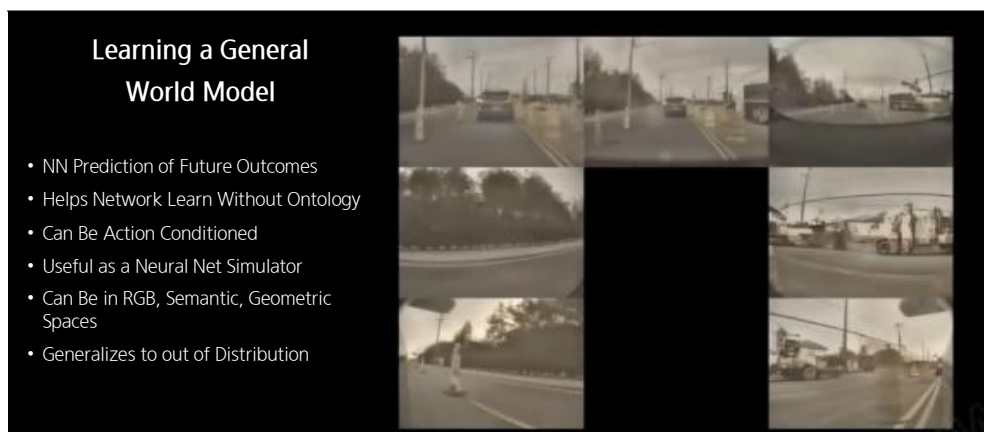 Learning a General
World Model
• NN Prediction of Future Outcomes
• Helps Network Learn Without Ontology
• Can Be Action Conditioned
• Useful as a Neural Net Simulator
• Can Be in RGB, Semantic, Geometric
Spaces
• Generalizes to out of Distribution